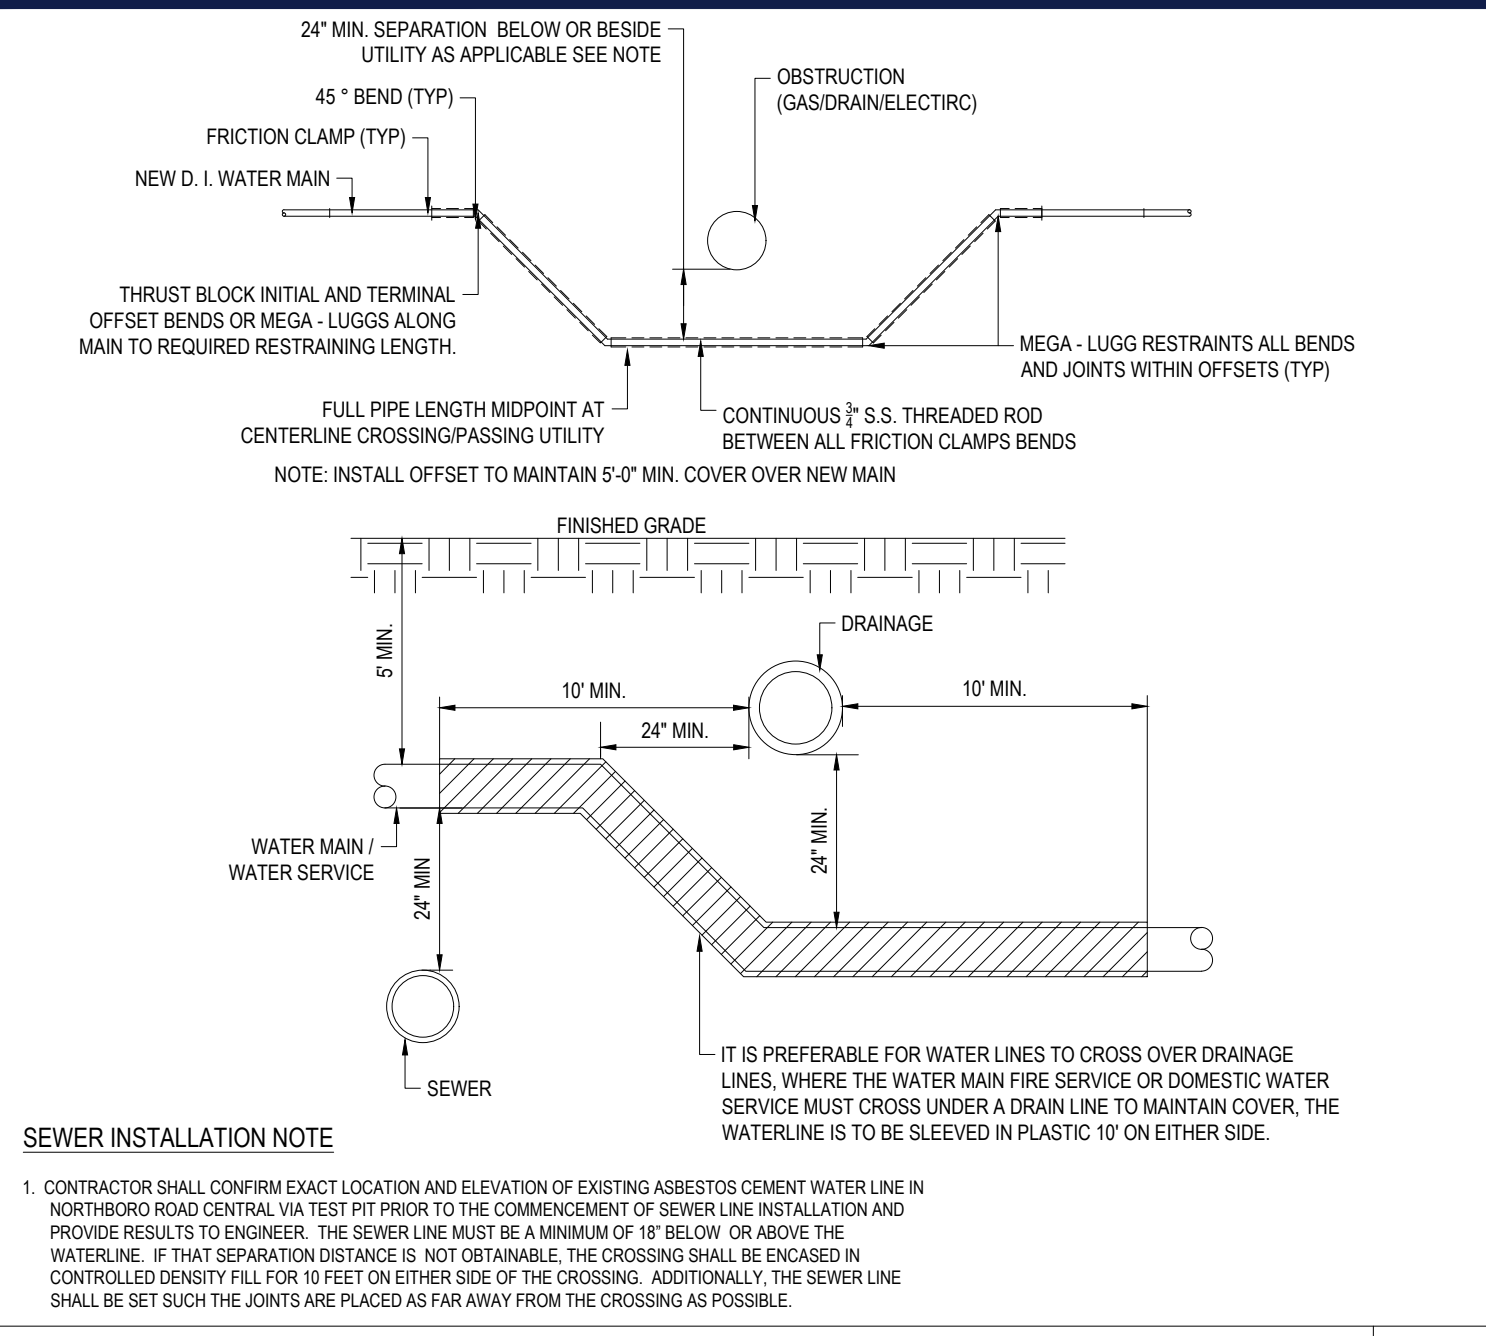 24" MIN. SEPARATION BELOW OR BESIDE
UTILITY AS APPLICABLE SEE NOTE
OBSTRUCTION
(GAS/DRAIN/ELECTIRC)
45 ° BEND (TYP)
FRICTION CLAMP (TYP)
NEW D. I. WATER MAIN
THRUST BLOCK INITIAL AND TERMINAL
OFFSET BENDS OR MEGA - LUGGS ALONG
MAIN TO REQUIRED RESTRAINING LENGTH.
MEGA - LUGG RESTRAINTS ALL BENDS
AND JOINTS WITHIN OFFSETS (TYP)
FULL PIPE LENGTH MIDPOINT AT
CENTERLINE CROSSING/PASSING UTILITY
CONTINUOUS 3/4" S.S. THREADED ROD
BETWEEN ALL FRICTION CLAMPS BENDS
NOTE: INSTALL OFFSET TO MAINTAIN 5'-0" MIN. COVER OVER NEW MAIN
FINISHED GRADE
DRAINAGE
5' MIN.
10' MIN.
10' MIN.
24" MIN.
24" MIN.
WATER MAIN /
WATER SERVICE
24" MIN
SEWER
IT IS PREFERABLE FOR WATER LINES TO CROSS OVER DRAINAGE
LINES, WHERE THE WATER MAIN FIRE SERVICE OR DOMESTIC WATER
SERVICE MUST CROSS UNDER A DRAIN LINE TO MAINTAIN COVER, THE
WATERLINE IS TO BE SLEEVED IN PLASTIC 10' ON EITHER SIDE.
SEWER INSTALLATION NOTE
1. CONTRACTOR SHALL CONFIRM EXACT LOCATION AND ELEVATION OF EXISTING ASBESTOS CEMENT WATER LINE IN
NORTHBORO ROAD CENTRAL VIA TEST PIT PRIOR TO THE COMMENCEMENT OF SEWER LINE INSTALLATION AND
PROVIDE RESULTS TO ENGINEER. THE SEWER LINE MUST BE A MINIMUM OF 18” BELOW OR ABOVE THE
WATERLINE. IF THAT SEPARATION DISTANCE IS NOT OBTAINABLE, THE CROSSING SHALL BE ENCASED IN
CONTROLLED DENSITY FILL FOR 10 FEET ON EITHER SIDE OF THE CROSSING. ADDITIONALLY, THE SEWER LINE
SHALL BE SET SUCH THE JOINTS ARE PLACED AS FAR AWAY FROM THE CROSSING AS POSSIBLE.